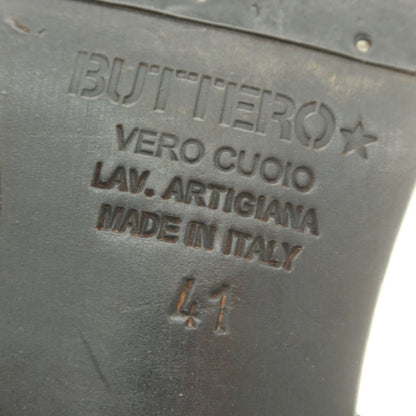 BUTTERO★
VERO CUOIO
LAV. ARTIGIANA
MADE IN ITALY
41